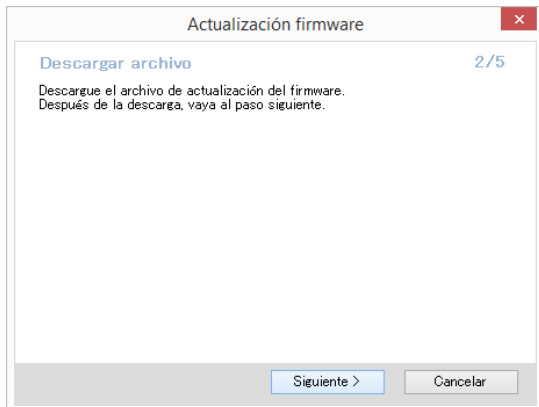 Actualización firmware
Descargar archivo 2/5
Descargue el archivo de actualización del firmware.
Después de la descarga, vaya al paso siguiente.
Siguiente > Cancelar